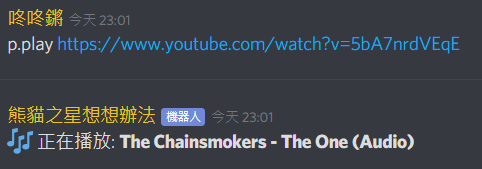 咚咚鏘 今天 23:01
p.play https://www.youtube.com/watch?v=5bA7nrdVEqE
熊貓之星想想辦法 機器人 今天 23:01
正在播放: The Chainsmokers - The One (Audio)